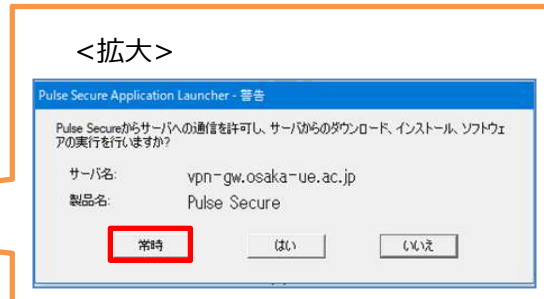 <拡大>
Pulse Secure Application Launcher - 警告
Pulse Secureからサーバへの通信を許可し、サーバからのダウンロード、インストール、ソフトウェ
アの実行を行いますか?
サーバ名: vpn-gw.osaka-ue.ac.jp
製品名: Pulse Secure
常時 はい いいえ